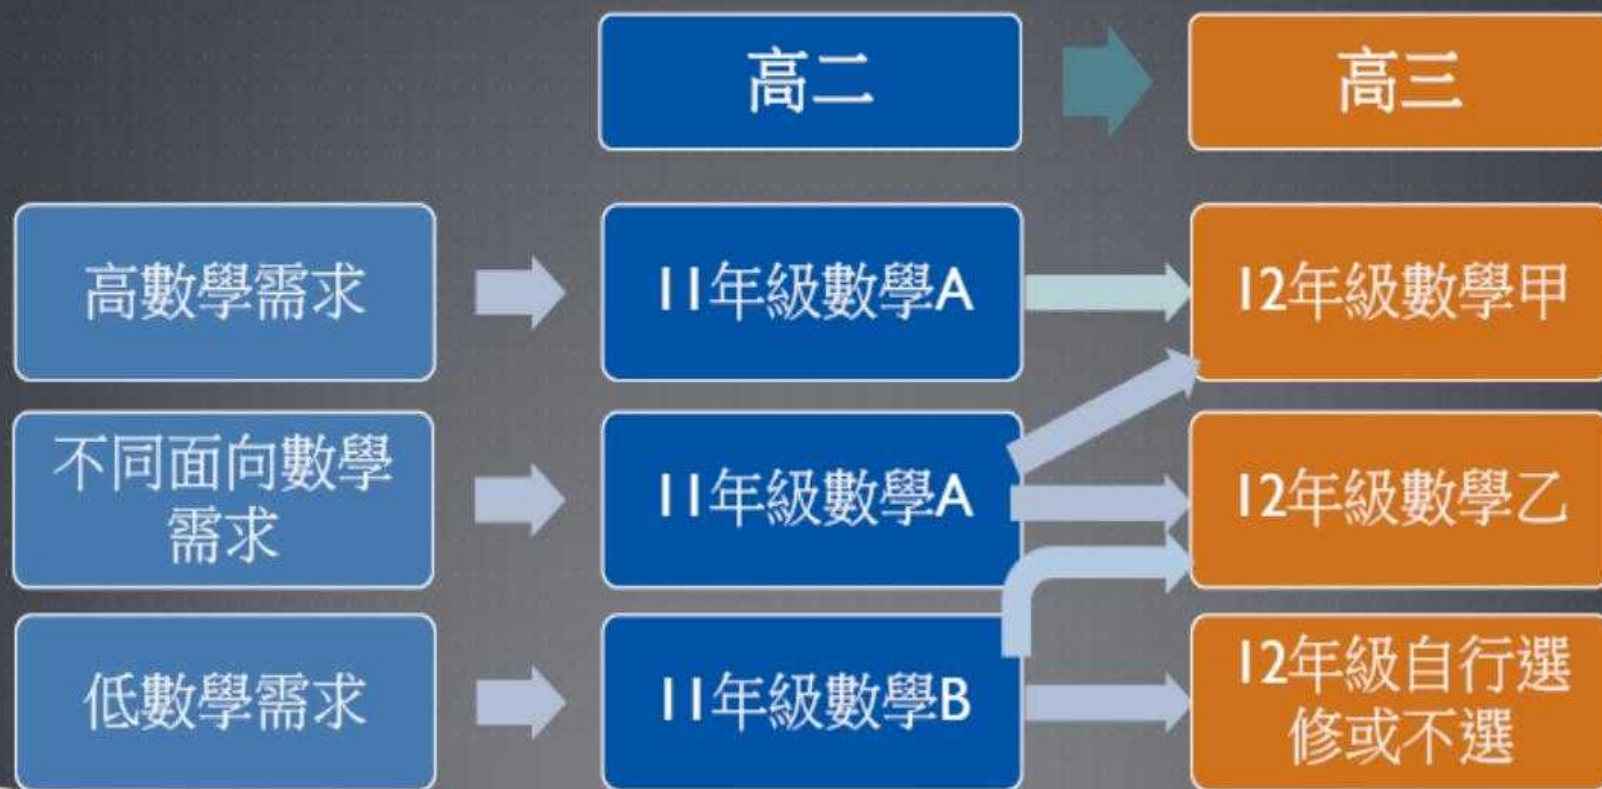 高二
高三
高數學需求
11年級數學A
12年級數學甲
不同面向數學
需求
11年級數學A
12年級數學乙
低數學需求
11年級數學B
12年級自行選
修或不選